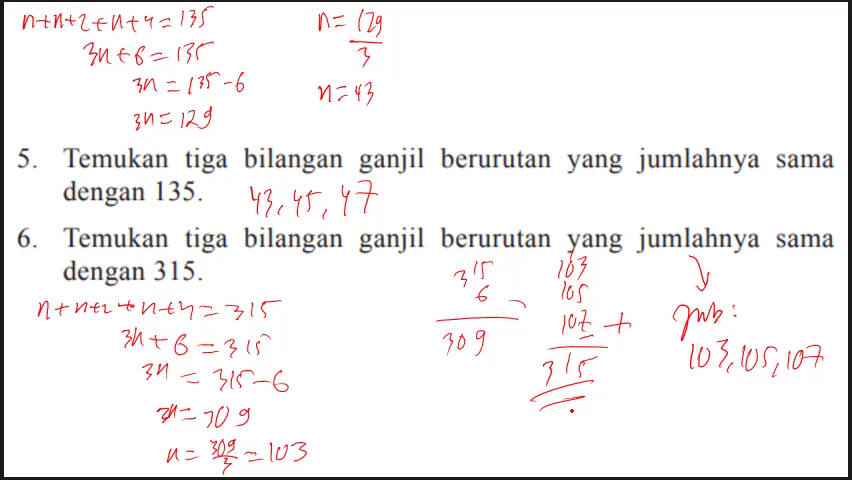 n+n+2+n+4=135
3n+6=135
3n=135-6
3n=129
n=129/3
n=43
5. Temukan tiga bilangan ganjil berurutan yang jumlahnya sama
dengan 135. 43, 45, 47
6. Temukan tiga bilangan ganjil berurutan yang jumlahnya sama
dengan 315.
n+n+2+n+4=315
3n+6=315
3n=315-6
3n=309
n=309/3=103
315
6 -
309
103
105
107 +
315
jwb:
103, 105, 107